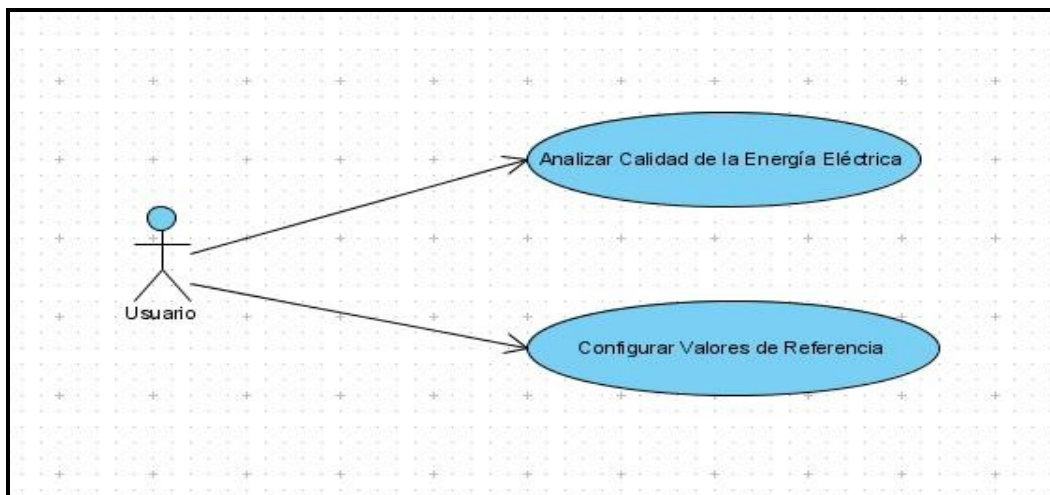 Analizar Calidad de la Energía Eléctrica
Usuario
Configurar Valores de Referencia